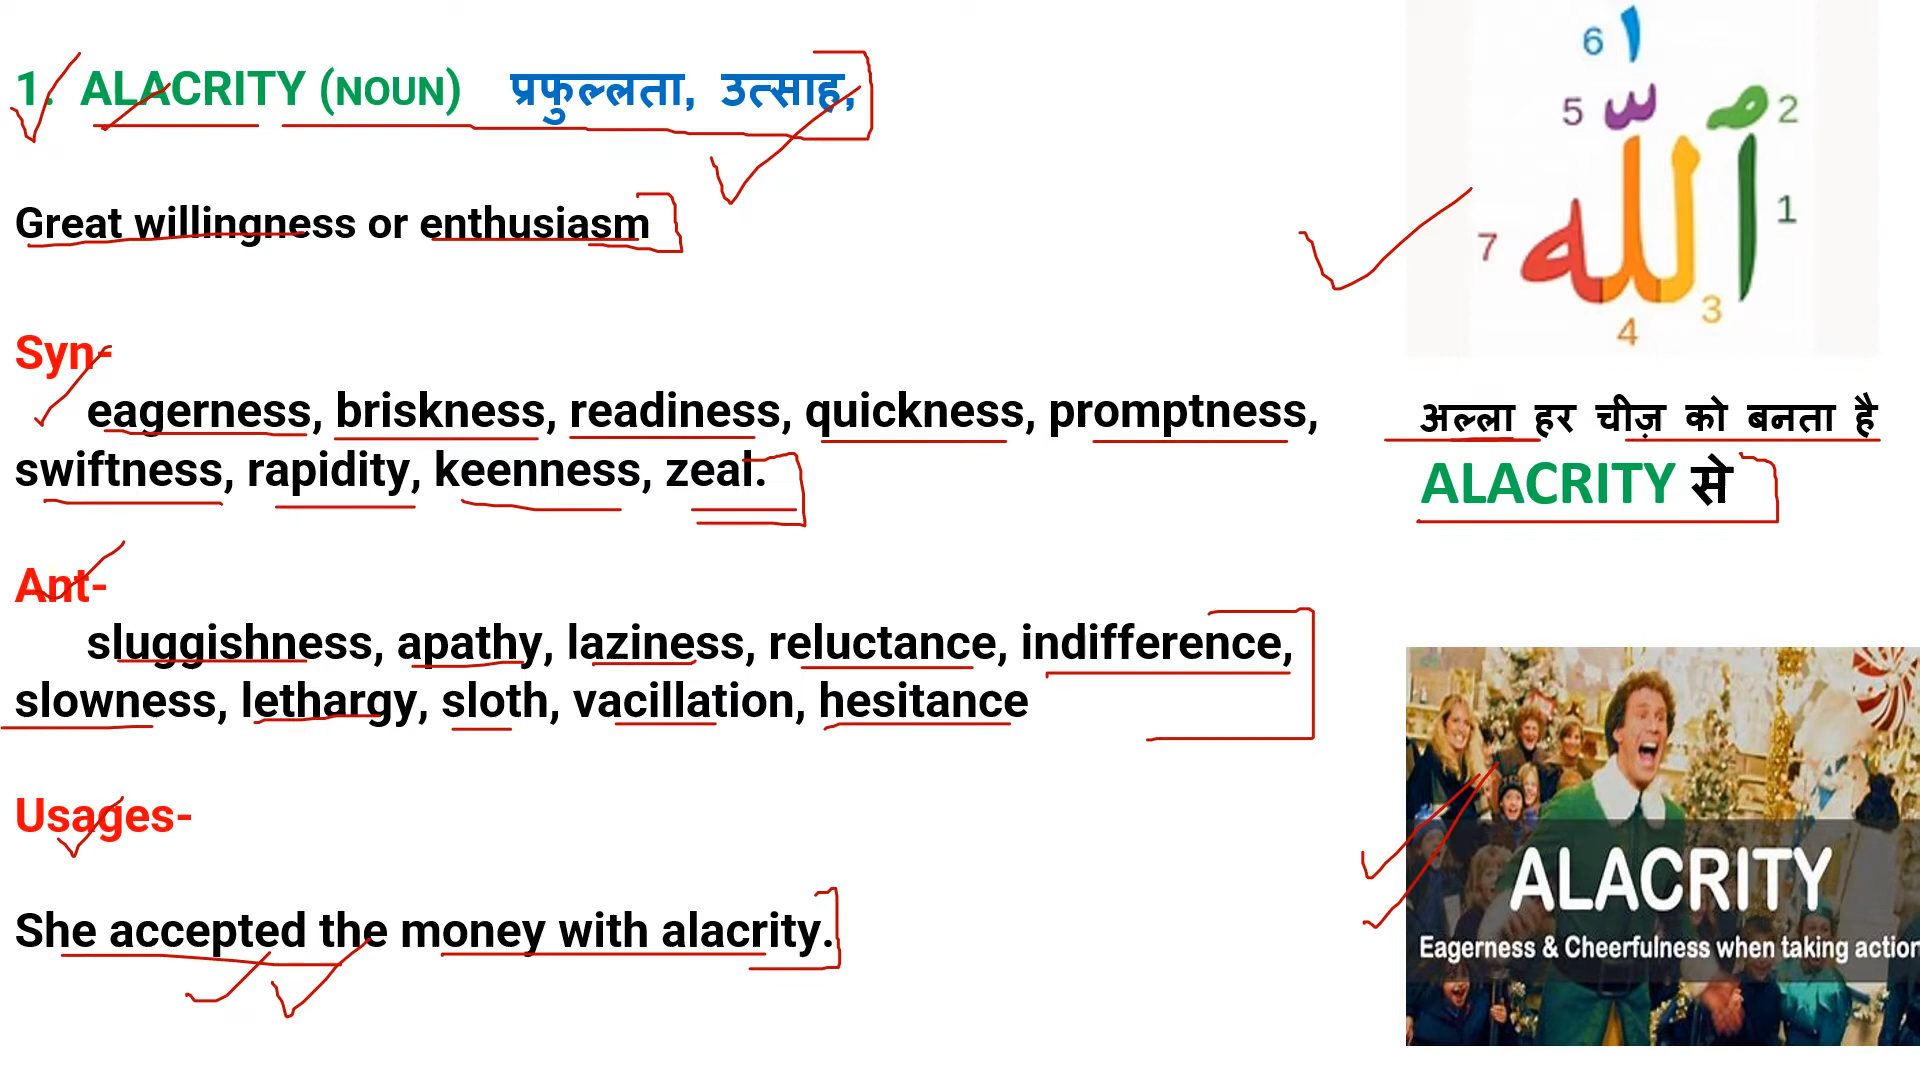 1. ALACRITY (NOUN) प्रफुल्लता, उत्साह,
Great willingness or enthusiasm
Syn-
eagerness, briskness, readiness, quickness, promptness,
swiftness, rapidity, keenness, zeal.
Ant-
sluggishness, apathy, laziness, reluctance, indifference,
slowness, lethargy, sloth, vacillation, hesitance
Usages-
She accepted the money with alacrity.
6
5
2
الله
1
7
3
4
अल्ला हर चीज़ को बनता है
ALACRITY से
ALACRITY
Eagerness & Cheerfulness when taking action